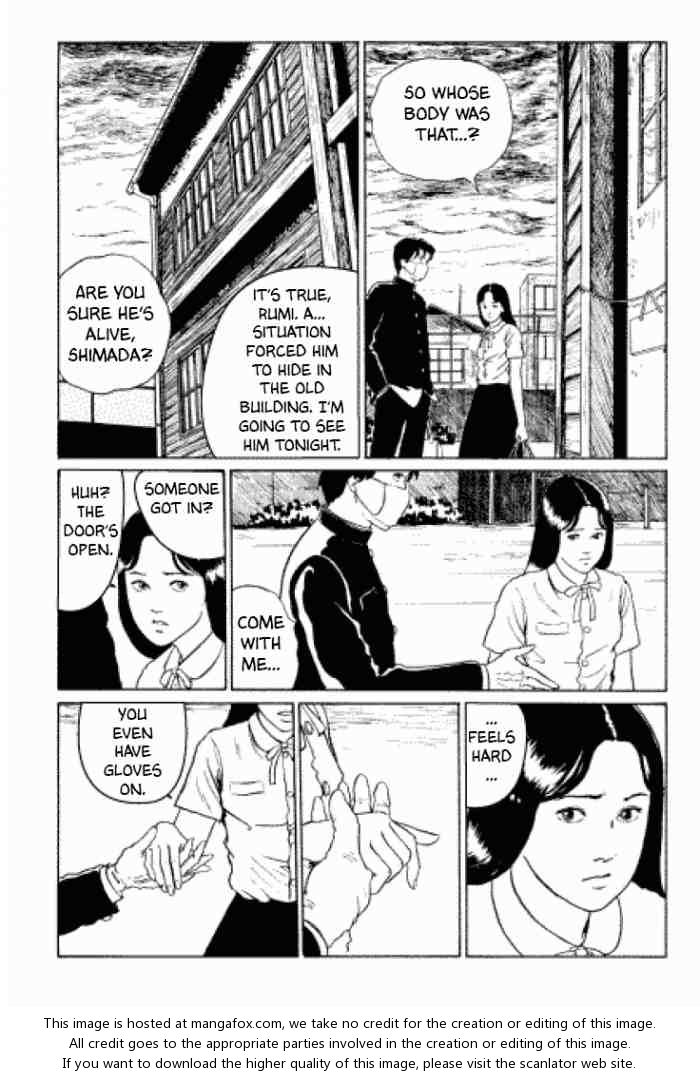 ARE YOU
SURE HE'S
ALIVE,
SHIMADA?
IT'S TRUE,
RUMI. A...
SITUATION
FORCED HIM
TO HIDE IN
THE OLD
BUILDING. I'M
GOING TO SEE
HIM TONIGHT.
SO WHOSE
BODY WAS
THAT...?
HUH?
THE
DOOR'S
OPEN.
SOMEONE
GOT IN?
COME
WITH
ME...
YOU
EVEN
HAVE
GLOVES
ON.
...
FEELS
HARD
...
This image is hosted at mangafox.com, we take no credit for the creation or editing of this image.
All credit goes to the appropriate parties involved in the creation or editing of this image.
If you want to download the higher quality of this image, please visit the scanlator web site.